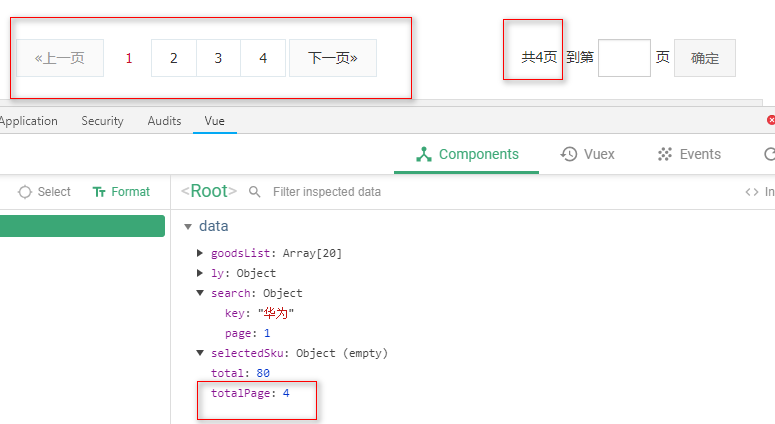 «上一页 1 2 3 4 下一页» 共4页 到第 页 确定
Application Security Audits Vue
Components Vuex Events
Select Format <Root> Filter inspected data In
data
goodsList: Array[20]
ly: Object
search: Object
key: "华为"
page: 1
selectedSku: Object (empty)
total: 80
totalPage: 4